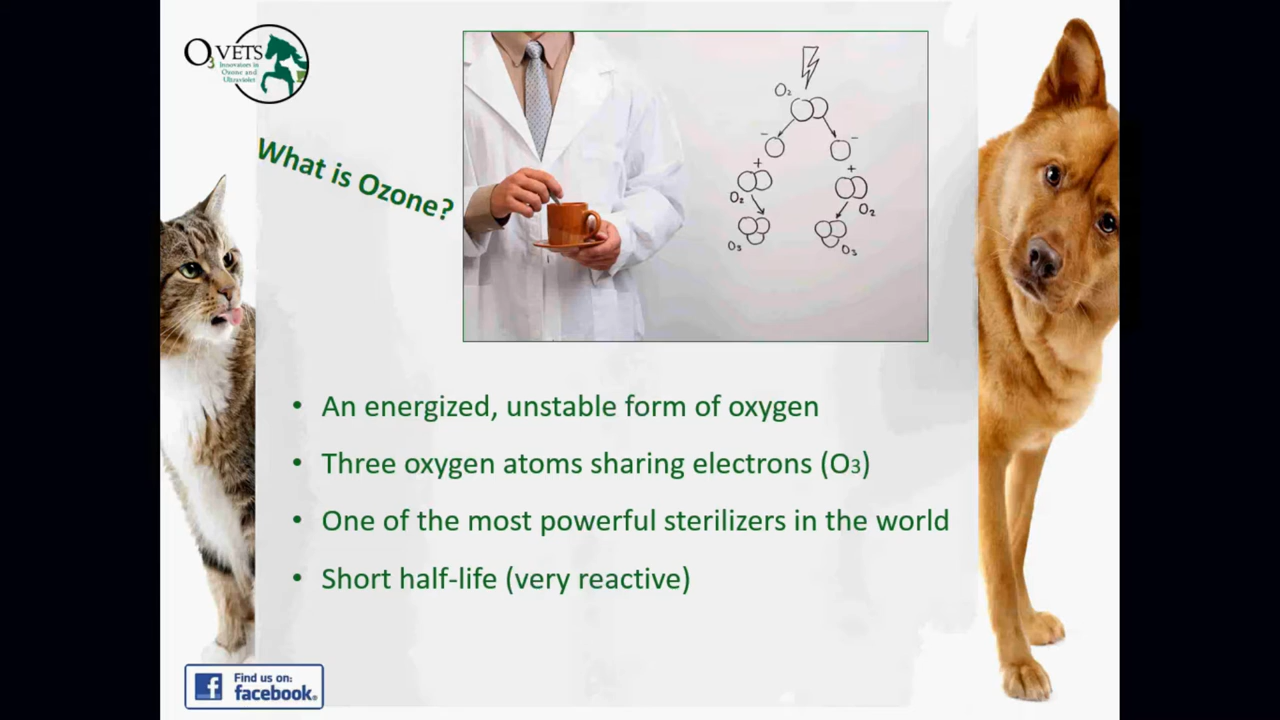 O3 VETS
Innovators in
Ozone and
Ultraviolet
What is Ozone?
O2
-
-
+
+
O2
O2
O3
O3
• An energized, unstable form of oxygen
• Three oxygen atoms sharing electrons (O3)
• One of the most powerful sterilizers in the world
• Short half-life (very reactive)
Find us on:
facebook®